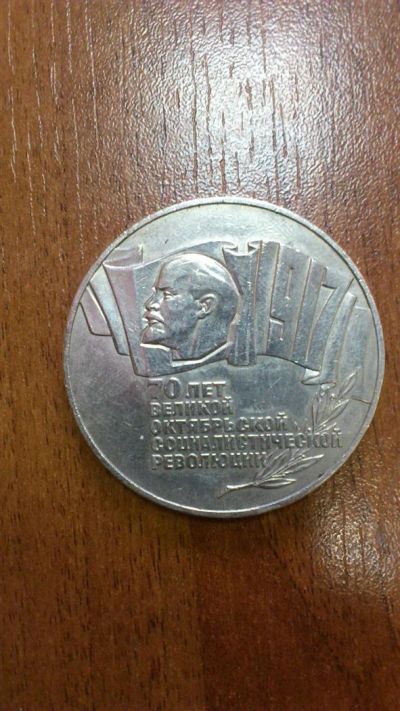 1917
70 ЛЕТ
ВЕЛИКОЙ
ОКТЯБРЬСКОЙ
СОЦИАЛИСТИЧЕСКОЙ
РЕВОЛЮЦИИ